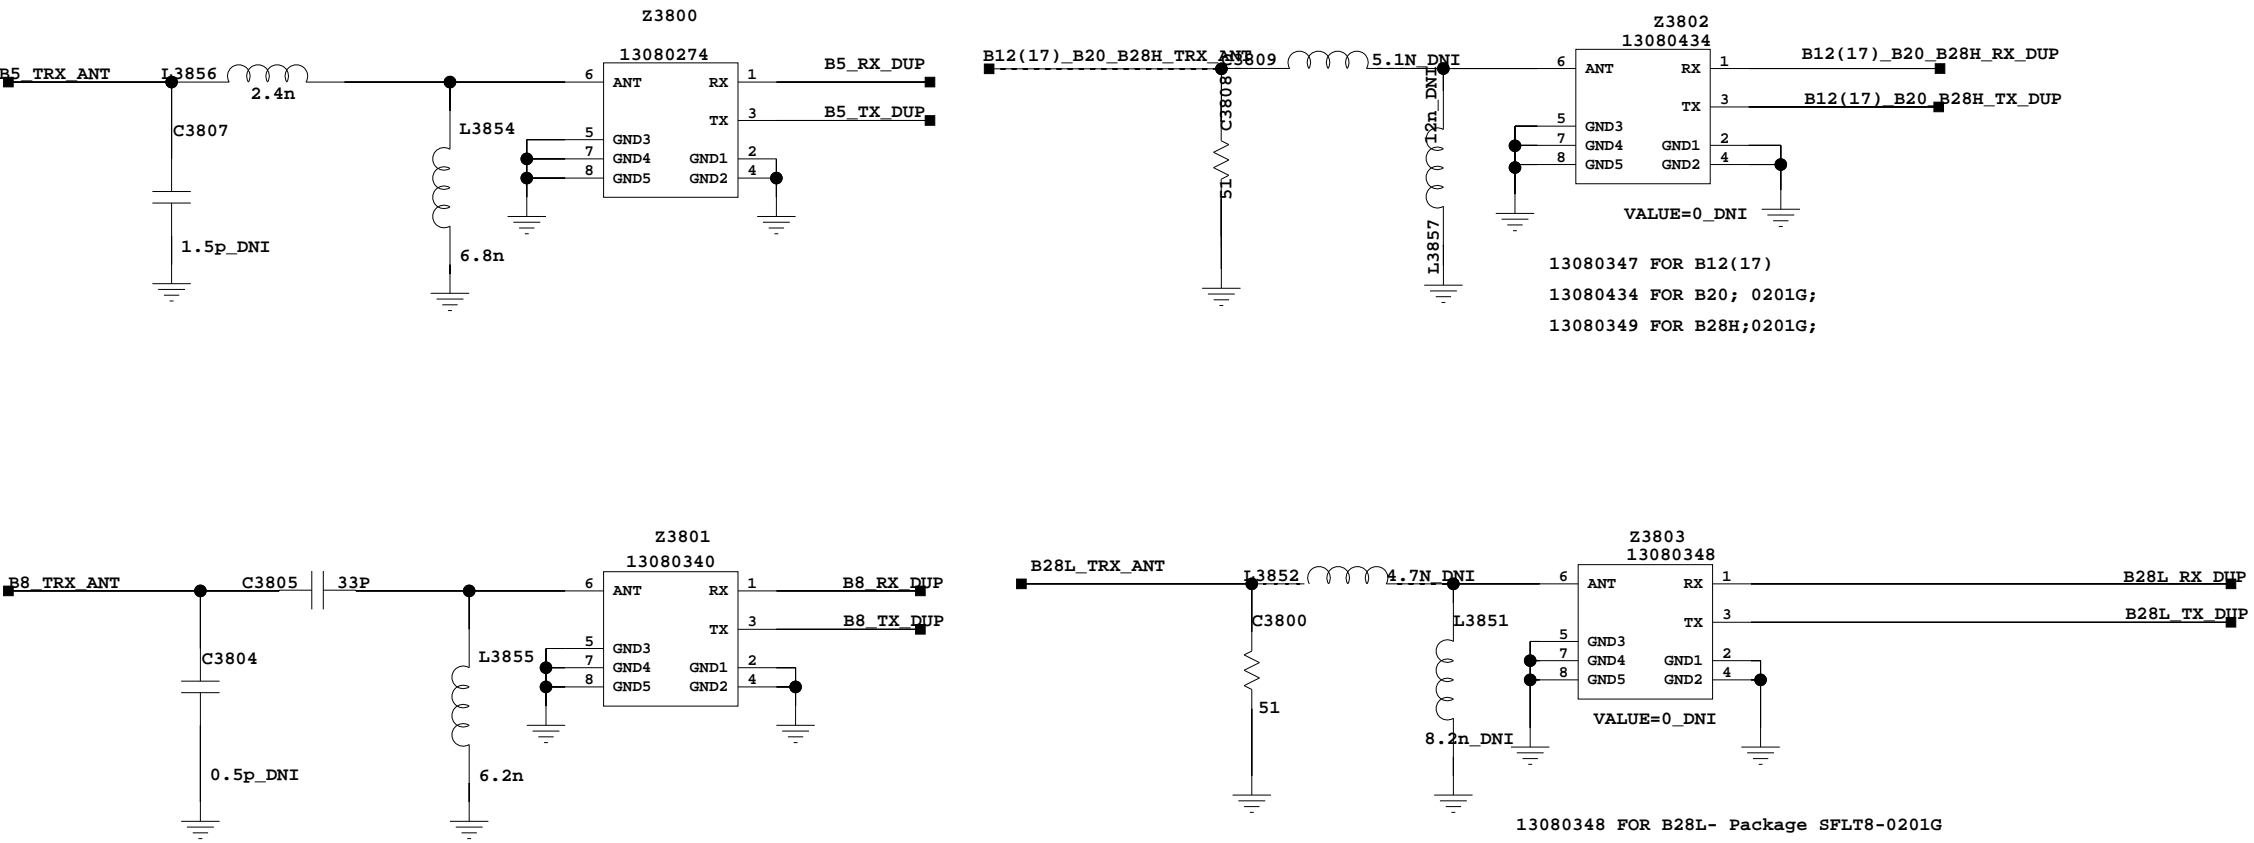 Z3800
13080274
B5_TRX_ANT
L3856
2.4n
C3807
1.5p_DNI
L3854
6.8n
6 ANT RX 1
B5_RX_DUP
TX 3
B5_TX_DUP
5 GND3
7 GND4 GND1 2
8 GND5 GND2 4
Z3802
13080434
B12(17)_B20_B28H_TRX_ANT
C3809
5.1N_DNI
C3808
51
12n_DNI
L3857
6 ANT RX 1
B12(17)_B20_B28H_RX_DUP
TX 3
B12(17)_B20_B28H_TX_DUP
5 GND3
7 GND4 GND1 2
8 GND5 GND2 4
VALUE=0_DNI
13080347 FOR B12(17)
13080434 FOR B20; 0201G;
13080349 FOR B28H;0201G;
Z3801
13080340
B8_TRX_ANT
C3805
33P
C3804
0.5p_DNI
L3855
6.2n
6 ANT RX 1
B8_RX_DUP
TX 3
B8_TX_DUP
5 GND3
7 GND4 GND1 2
8 GND5 GND2 4
Z3803
13080348
B28L_TRX_ANT
L3852
4.7N_DNI
C3800
51
L3851
8.2n_DNI
6 ANT RX 1
B28L_RX_DUP
TX 3
B28L_TX_DUP
5 GND3
7 GND4 GND1 2
8 GND5 GND2 4
VALUE=0_DNI
13080348 FOR B28L- Package SFLT8-0201G